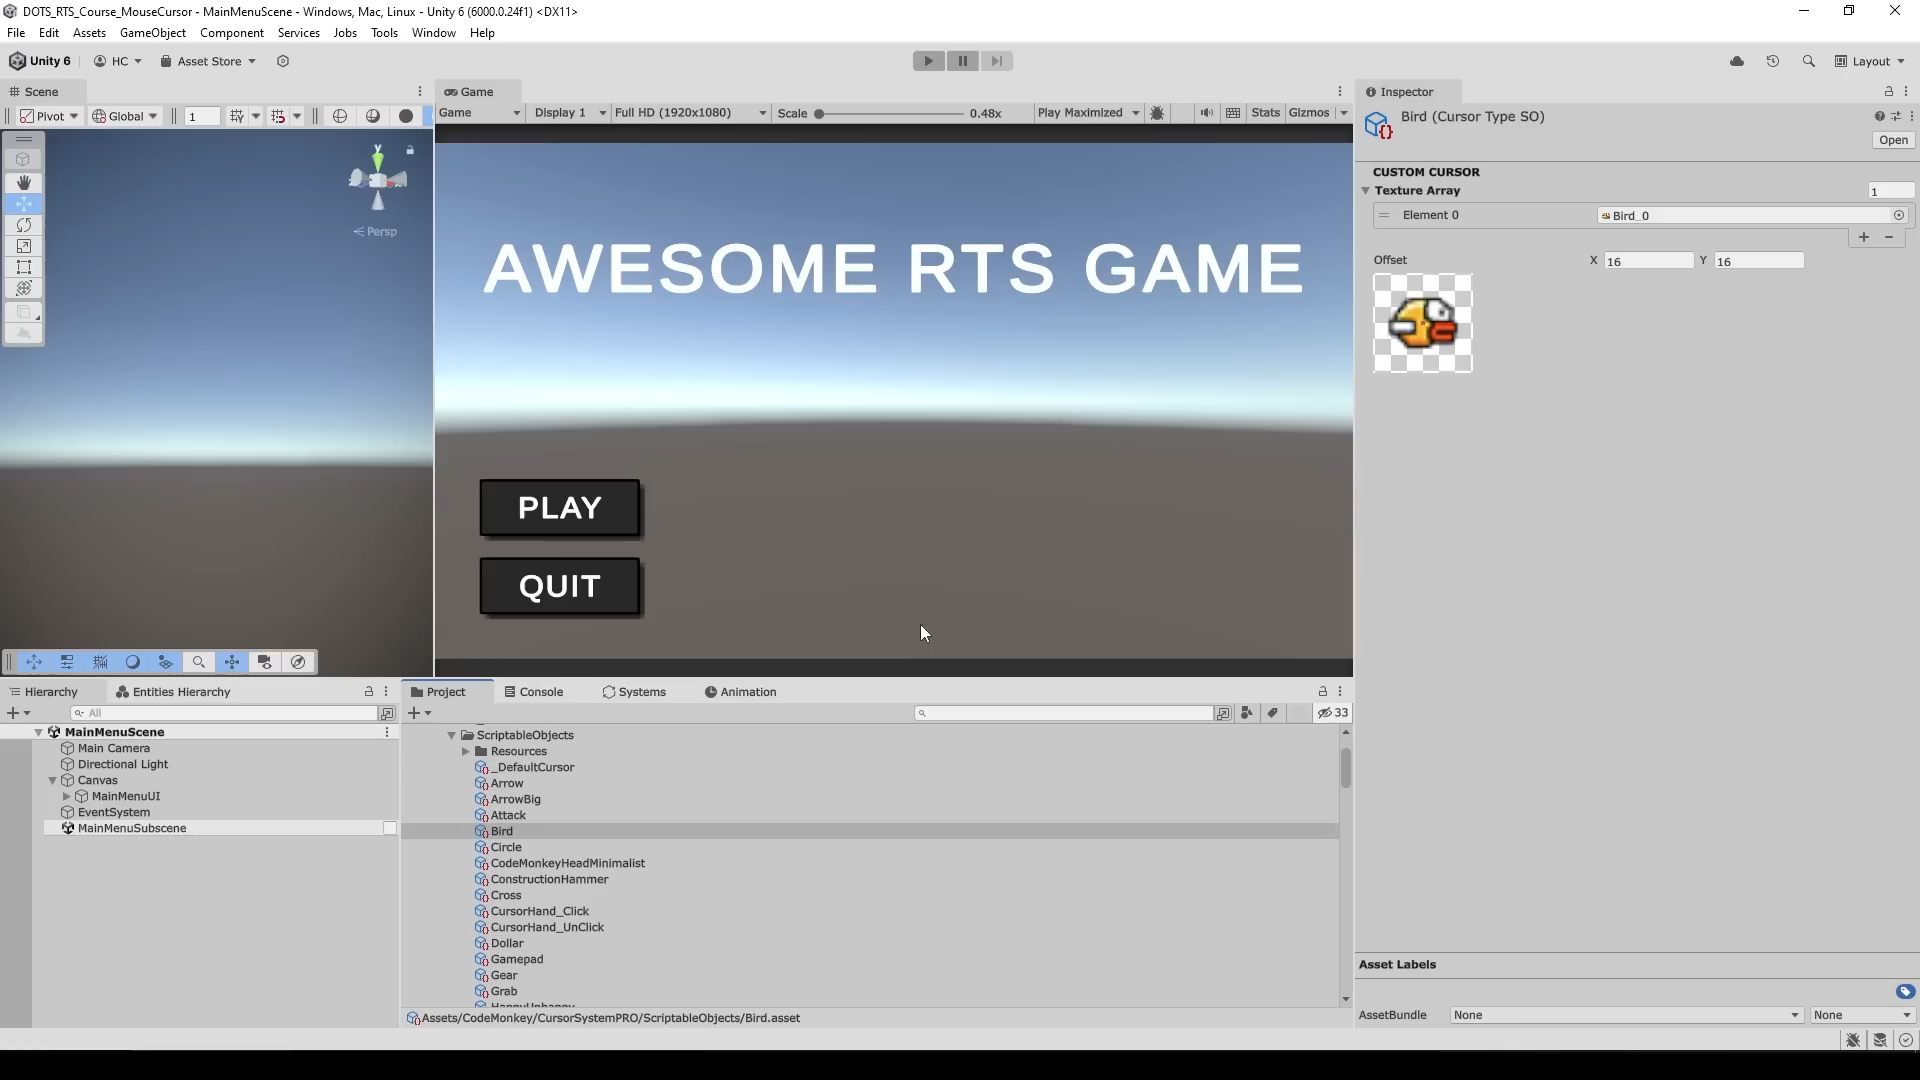 DOTS_RTS_Course_MouseCursor - MainMenuScene - Windows, Mac, Linux - Unity 6 (6000.0.24f1) <DX11>
File Edit Assets GameObject Component Services Jobs Tools Window Help
Unity 6 HC Asset Store Layout
Scene Game Inspector
Pivot Global 1 Game Display 1 Full HD (1920x1080) Scale 0.48x Play Maximized Stats Gizmos
Bird (Cursor Type SO)
Open
CUSTOM CURSOR
Texture Array 1
Element 0 Bird_0
Offset X 16 Y 16
y
Persp
AWESOME RTS GAME
PLAY
QUIT
Hierarchy Entities Hierarchy
All
MainMenuScene
Main Camera
Directional Light
Canvas
MainMenuUI
EventSystem
MainMenuSubscene
Project Console Systems Animation
33
ScriptableObjects
Resources
_DefaultCursor
Arrow
ArrowBig
Attack
Bird
Circle
CodeMonkeyHeadMinimalist
ConstructionHammer
Cross
CursorHand_Click
CursorHand_UnClick
Dollar
Gamepad
Gear
Grab
HappyUnhappy
Assets/CodeMonkey/CursorSystemPRO/ScriptableObjects/Bird.asset
Asset Labels
AssetBundle None None